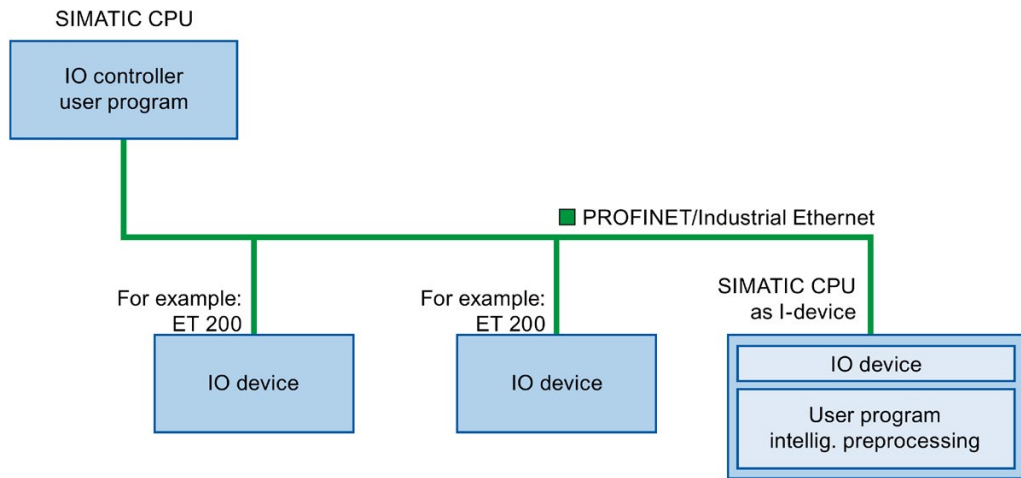 SIMATIC CPU
IO controller
user program
PROFINET/Industrial Ethernet
For example:
ET 200
IO device
For example:
ET 200
IO device
SIMATIC CPU
as I-device
IO device
User program
intellig. preprocessing